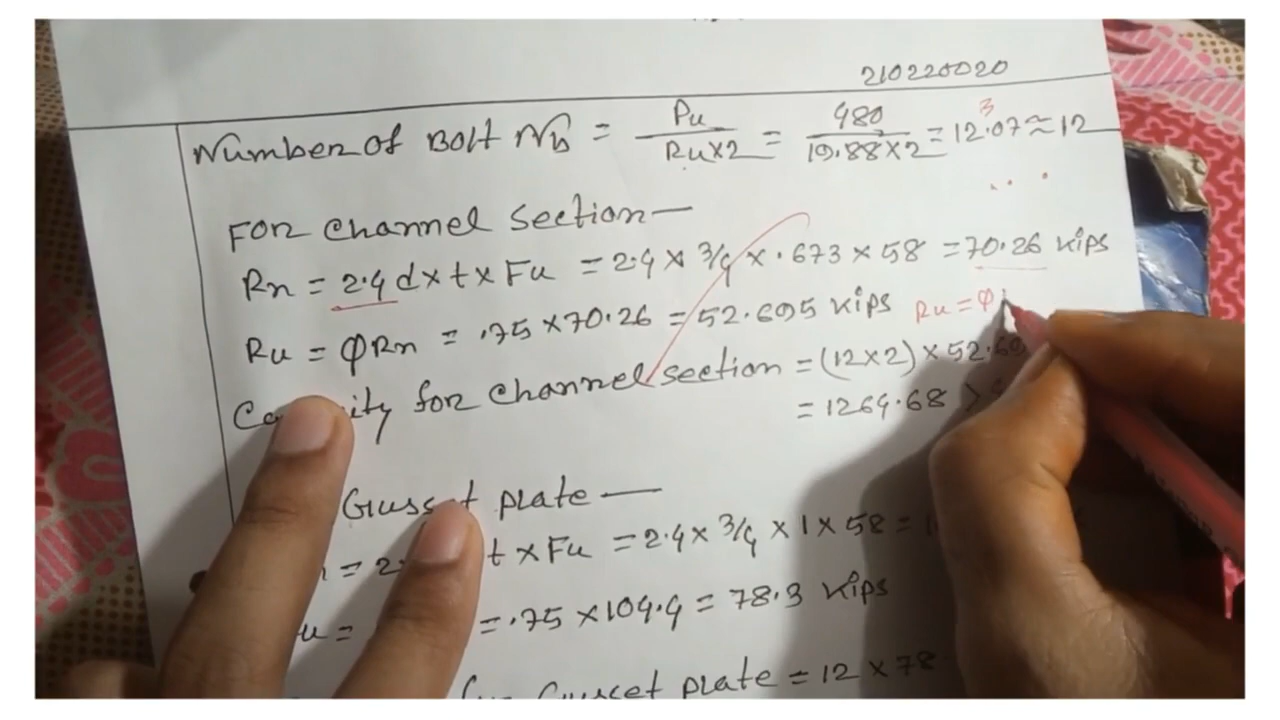 210220020
Number of Bolt Nb = Pu / Ru×2 = 480 / 19.88×2 = 12.07 ≈ 12
3
For Channel section —
Rn = 2.4 d×t×Fu = 2.4 × 3/4 × .673 × 58 = 70.26 kips
Ru = φRn = .75 × 70.26 = 52.695 kips Ru = φ
for channel section = (12×2) × 52.69
= 1264.68 >
Gusset plate —
t × Fu = 2.4 × 3/4 × 1 × 58 =
= .75 × 104.4 = 78.3 kips
Gusset plate = 12 × 78